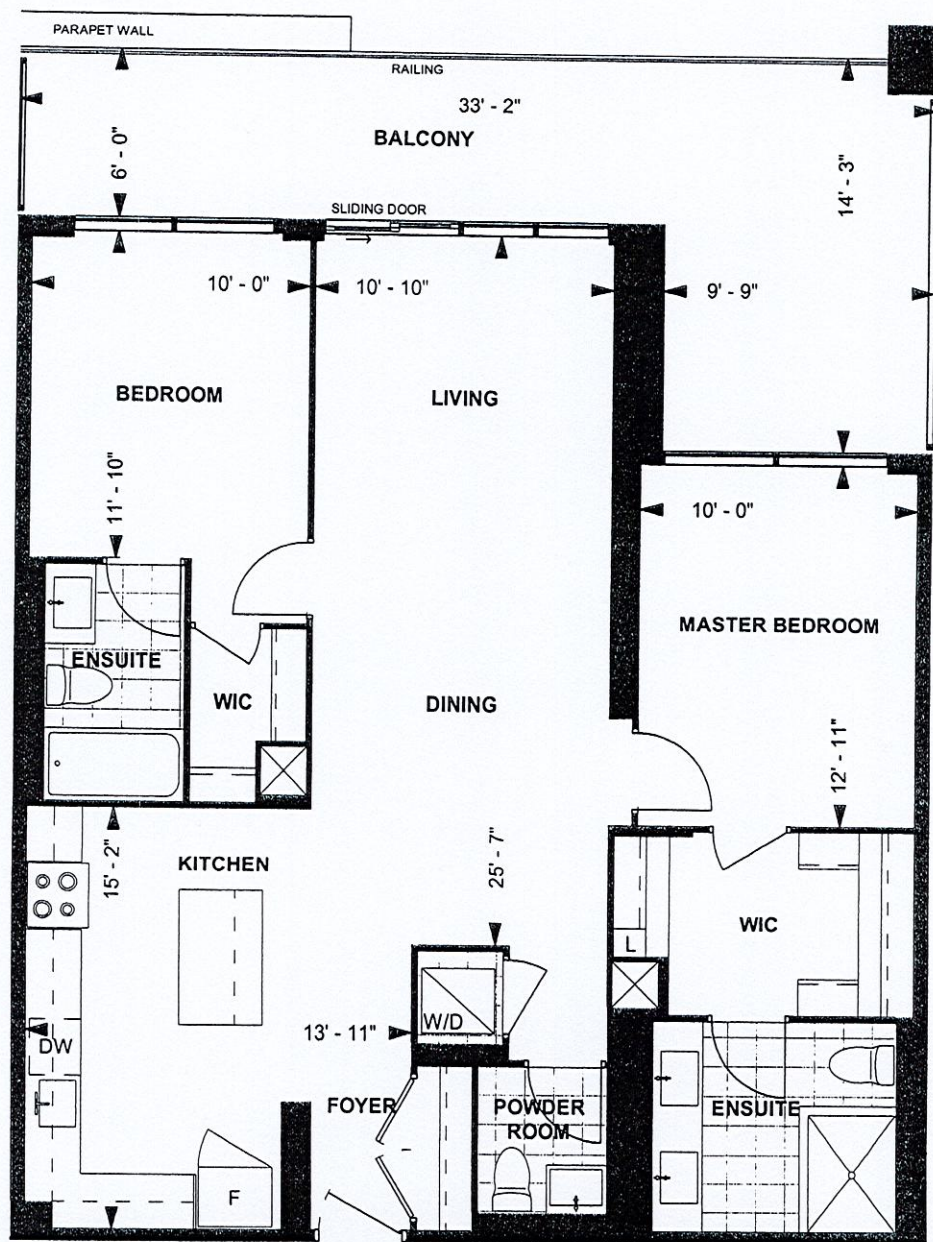 PARAPET WALL
RAILING
33' - 2"
BALCONY
6' - 0"
14' - 3"
SLIDING DOOR
10' - 0"
10' - 10"
9' - 9"
BEDROOM
LIVING
11' - 10"
10' - 0"
MASTER BEDROOM
ENSUITE
WIC
DINING
12' - 11"
15' - 2"
KITCHEN
25' - 7"
WIC
L
W/D
13' - 11"
DW
FOYER
POWDER
ROOM
ENSUITE
F